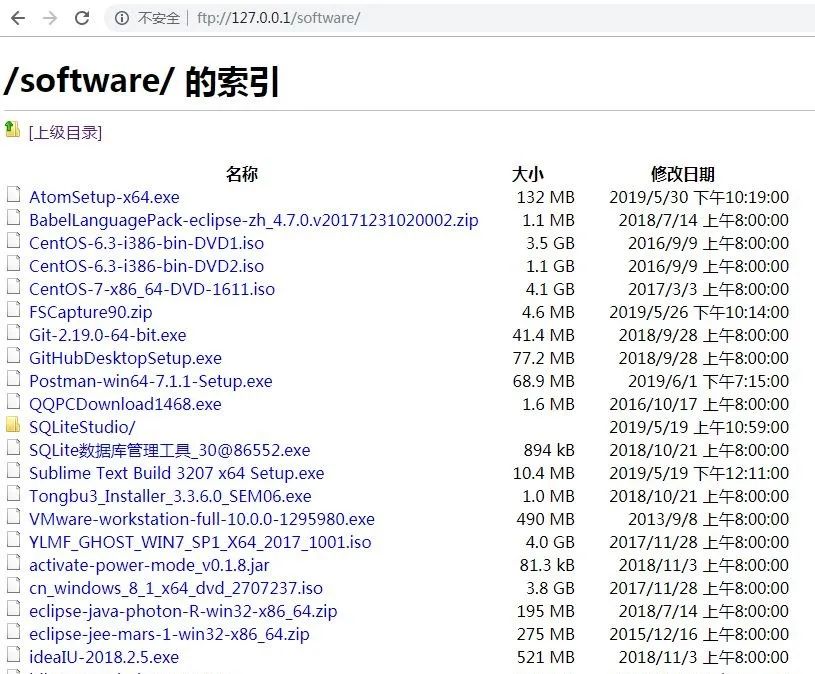 不安全 | ftp://127.0.0.1/software/
/software/ 的索引
[上级目录]
名称 大小 修改日期
AtomSetup-x64.exe 132 MB 2019/5/30 下午10:19:00
BabelLanguagePack-eclipse-zh_4.7.0.v20171231020002.zip 1.1 MB 2018/7/14 上午8:00:00
CentOS-6.3-i386-bin-DVD1.iso 3.5 GB 2016/9/9 上午8:00:00
CentOS-6.3-i386-bin-DVD2.iso 1.1 GB 2016/9/9 上午8:00:00
CentOS-7-x86_64-DVD-1611.iso 4.1 GB 2017/3/3 上午8:00:00
FSCapture90.zip 4.6 MB 2019/5/26 下午10:14:00
Git-2.19.0-64-bit.exe 41.4 MB 2018/9/28 上午8:00:00
GitHubDesktopSetup.exe 77.2 MB 2018/9/28 上午8:00:00
Postman-win64-7.1.1-Setup.exe 68.9 MB 2019/6/1 下午7:15:00
QQPCDownload1468.exe 1.6 MB 2016/10/17 上午8:00:00
SQLiteStudio/ 2019/5/19 上午10:59:00
SQLite数据库管理工具_30@86552.exe 894 kB 2018/10/21 上午8:00:00
Sublime Text Build 3207 x64 Setup.exe 10.4 MB 2019/5/19 下午12:11:00
Tongbu3_Installer_3.3.6.0_SEM06.exe 1.0 MB 2018/10/21 上午8:00:00
VMware-workstation-full-10.0.0-1295980.exe 490 MB 2013/9/8 上午8:00:00
YLMF_GHOST_WIN7_SP1_X64_2017_1001.iso 4.0 GB 2017/11/28 上午8:00:00
activate-power-mode_v0.1.8.jar 81.3 kB 2018/11/3 上午8:00:00
cn_windows_8_1_x64_dvd_2707237.iso 3.8 GB 2017/11/28 上午8:00:00
eclipse-java-photon-R-win32-x86_64.zip 195 MB 2018/7/14 上午8:00:00
eclipse-jee-mars-1-win32-x86_64.zip 275 MB 2015/12/16 上午8:00:00
ideaIU-2018.2.5.exe 521 MB 2018/11/3 上午8:00:00